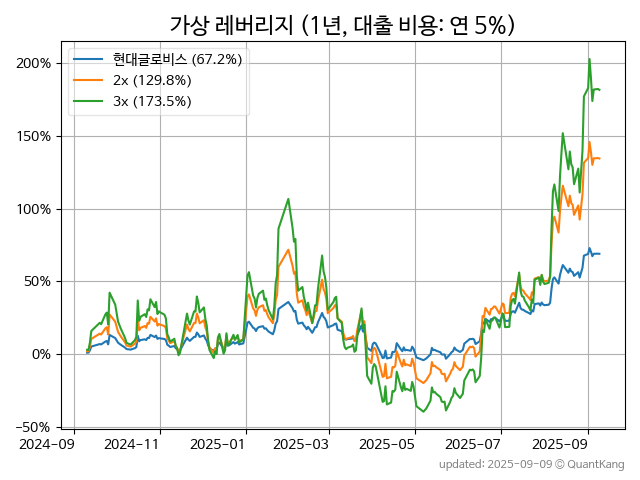 가상 레버리지 (1년, 대출 비용: 연 5%)
현대글로비스 (67.2%)
2x (129.8%)
3x (173.5%)
200%
150%
100%
50%
0%
−50%
2024-09 2024-11 2025-01 2025-03 2025-05 2025-07 2025-09
updated: 2025-09-09 © QuantKang